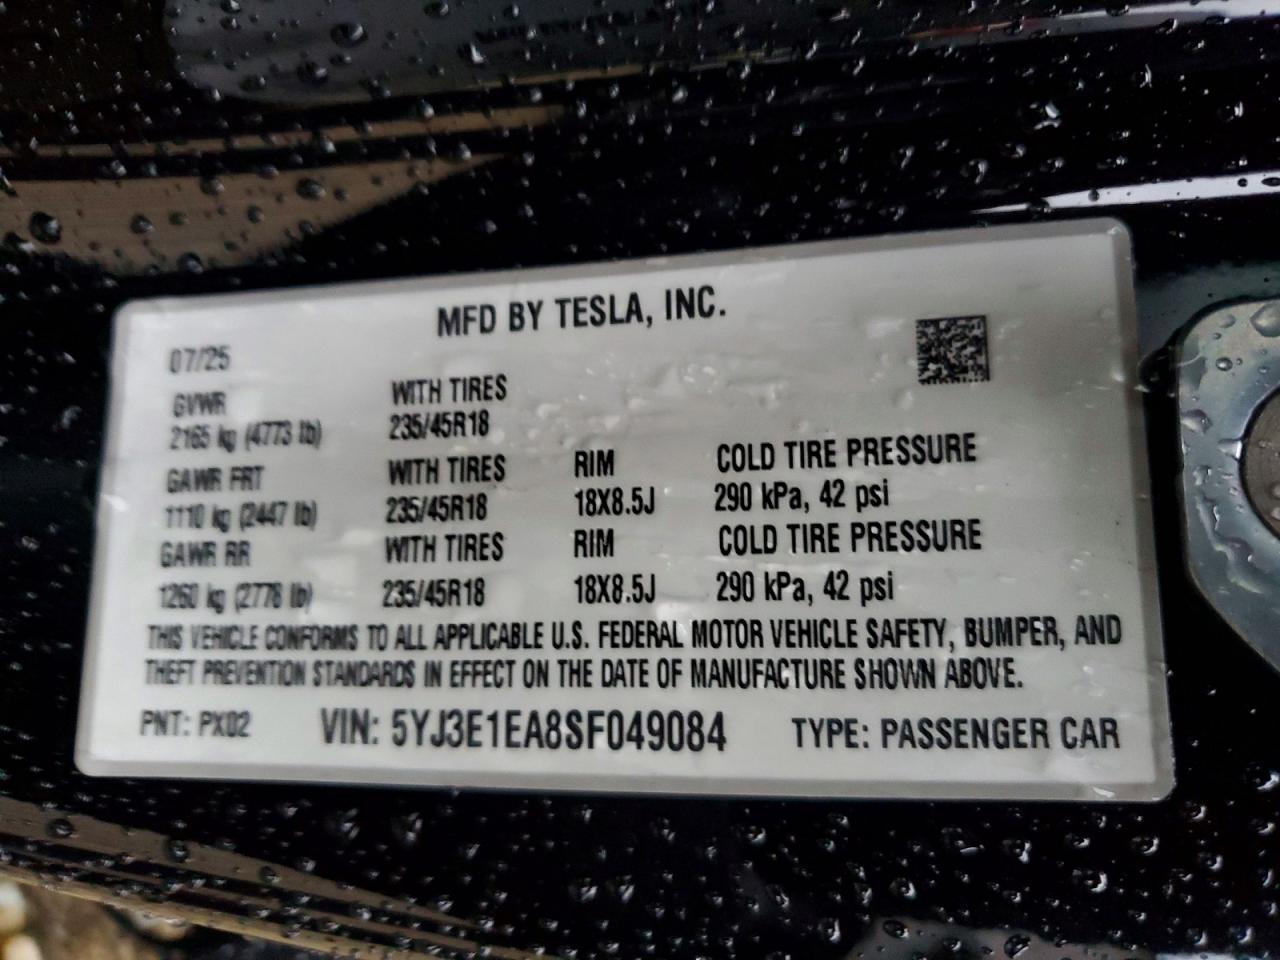 MFD BY TESLA, INC.
07/25
GVWR WITH TIRES
2165 kg (4773 lb) 235/45R18
GAWR FRT WITH TIRES RIM COLD TIRE PRESSURE
1110 kg (2447 lb) 235/45R18 18X8.5J 290 kPa, 42 psi
GAWR RR WITH TIRES RIM COLD TIRE PRESSURE
1260 kg (2778 lb) 235/45R18 18X8.5J 290 kPa, 42 psi
THIS VEHICLE CONFORMS TO ALL APPLICABLE U.S. FEDERAL MOTOR VEHICLE SAFETY, BUMPER, AND
THEFT PREVENTION STANDARDS IN EFFECT ON THE DATE OF MANUFACTURE SHOWN ABOVE.
PNT: PX02 VIN: 5YJ3E1EA8SF049084 TYPE: PASSENGER CAR